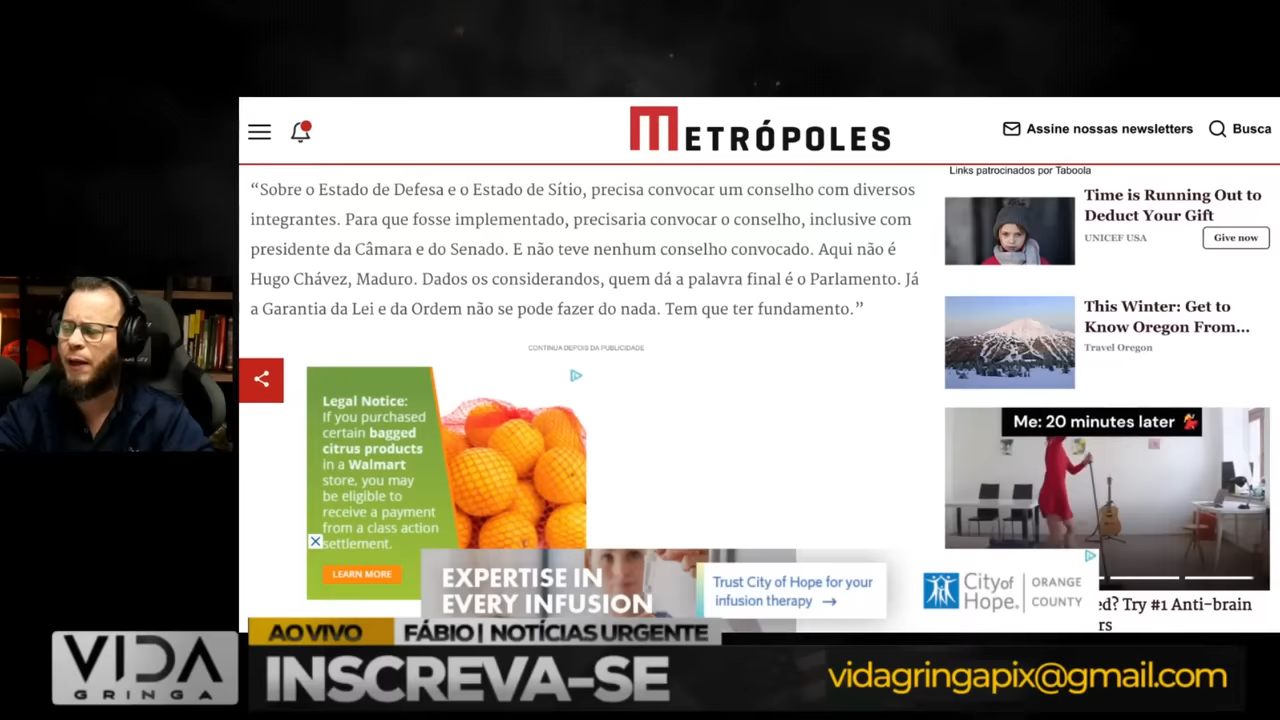 METRÓPOLES
Assine nossas newsletters
Busca
“Sobre o Estado de Defesa e o Estado de Sítio, precisa convocar um conselho com diversos
integrantes. Para que fosse implementado, precisaria convocar o conselho, inclusive com
presidente da Câmara e do Senado. E não teve nenhum conselho convocado. Aqui não é
Hugo Chávez, Maduro. Dados os considerandos, quem dá a palavra final é o Parlamento. Já
a Garantia da Lei e da Ordem não se pode fazer do nada. Tem que ter fundamento.”
CONTINUA DEPOIS DA PUBLICIDADE
Legal Notice:
If you purchased
certain bagged
citrus products
in a Walmart
store, you may
be eligible to
receive a payment
from a class action
settlement.
LEARN MORE
Links patrocinados por Taboola
Time is Running Out to
Deduct Your Gift
UNICEF USA
Give now
This Winter: Get to
Know Oregon From...
Travel Oregon
Me: 20 minutes later
ed? Try #1 Anti-brain
rs
EXPERTISE IN
EVERY INFUSION
Trust City of Hope for your
infusion therapy →
City of
Hope.
ORANGE
COUNTY
AO VIVO
FÁBIO | NOTÍCIAS URGENTE
VIDA
GRINGA
INSCREVA-SE
vidagringapix@gmail.com